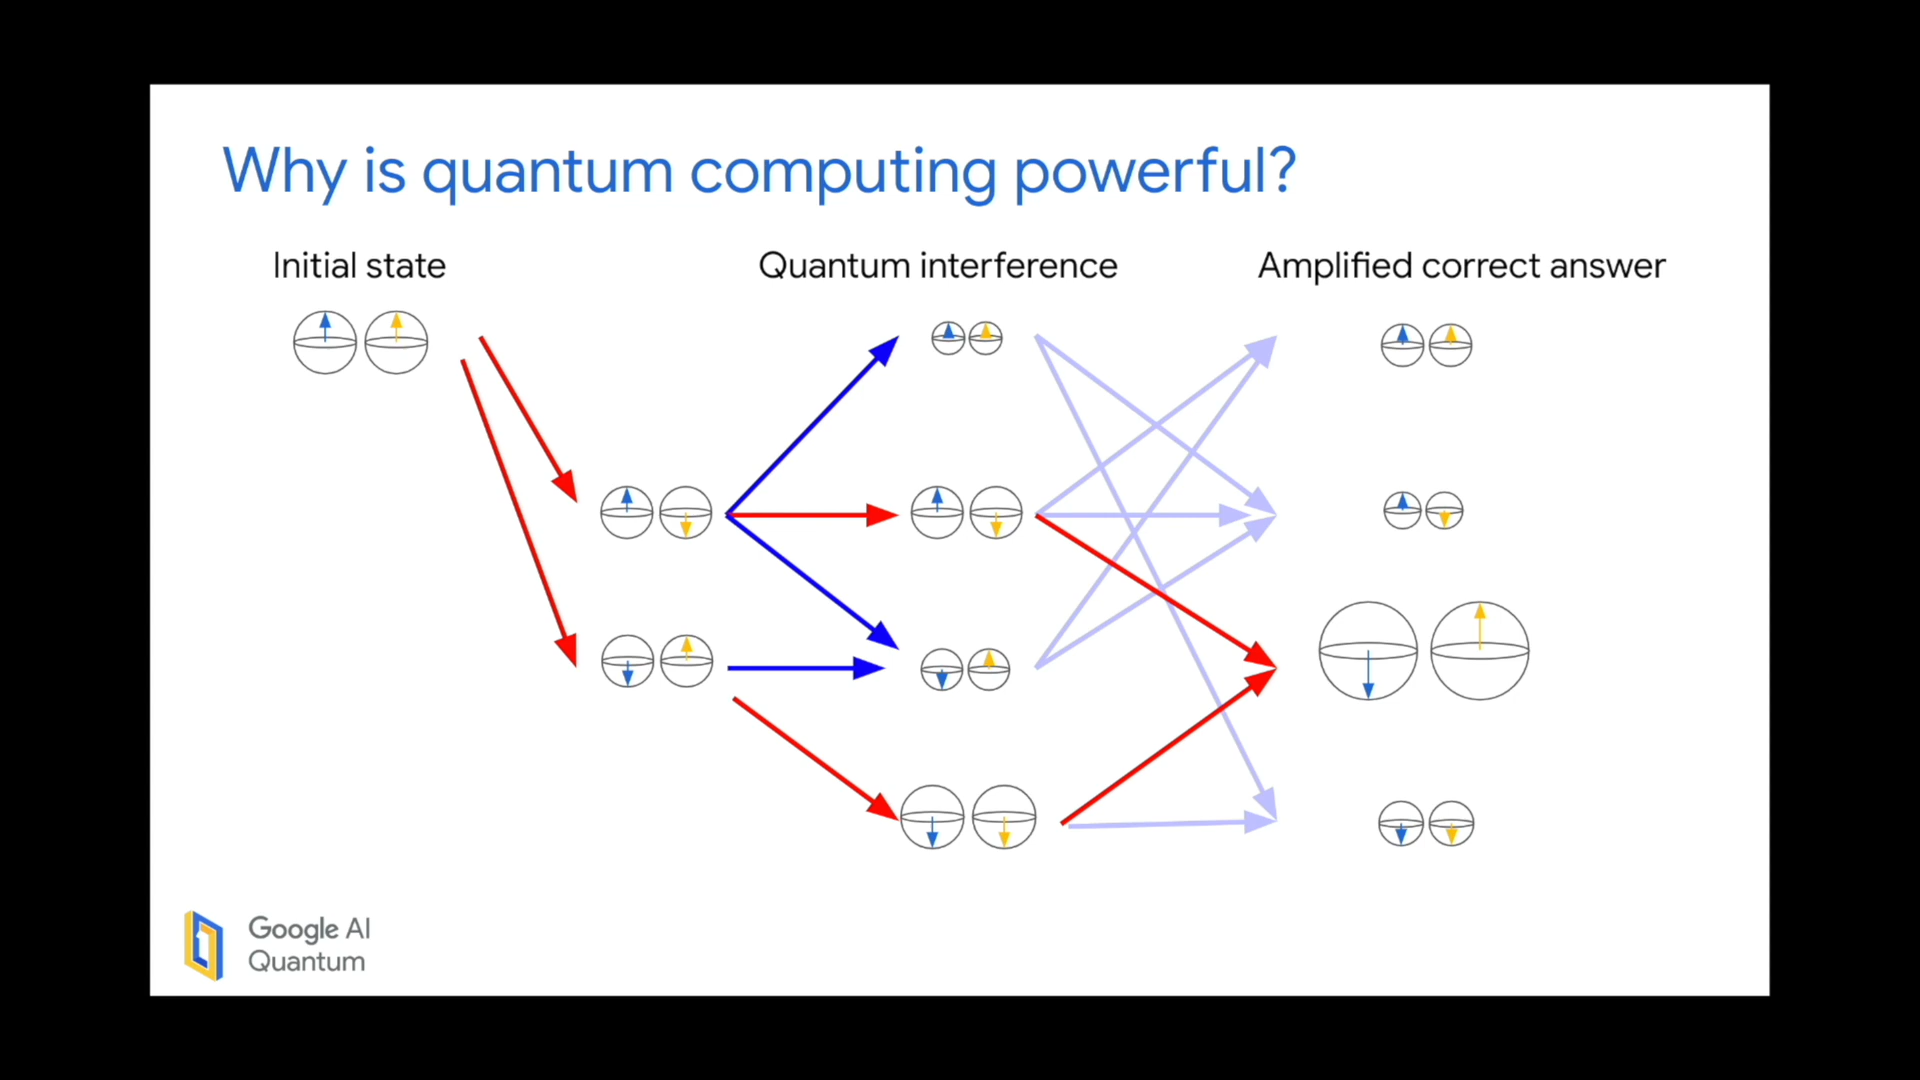 Why is quantum computing powerful?
Initial state
Quantum interference
Amplified correct answer
Google AI
Quantum